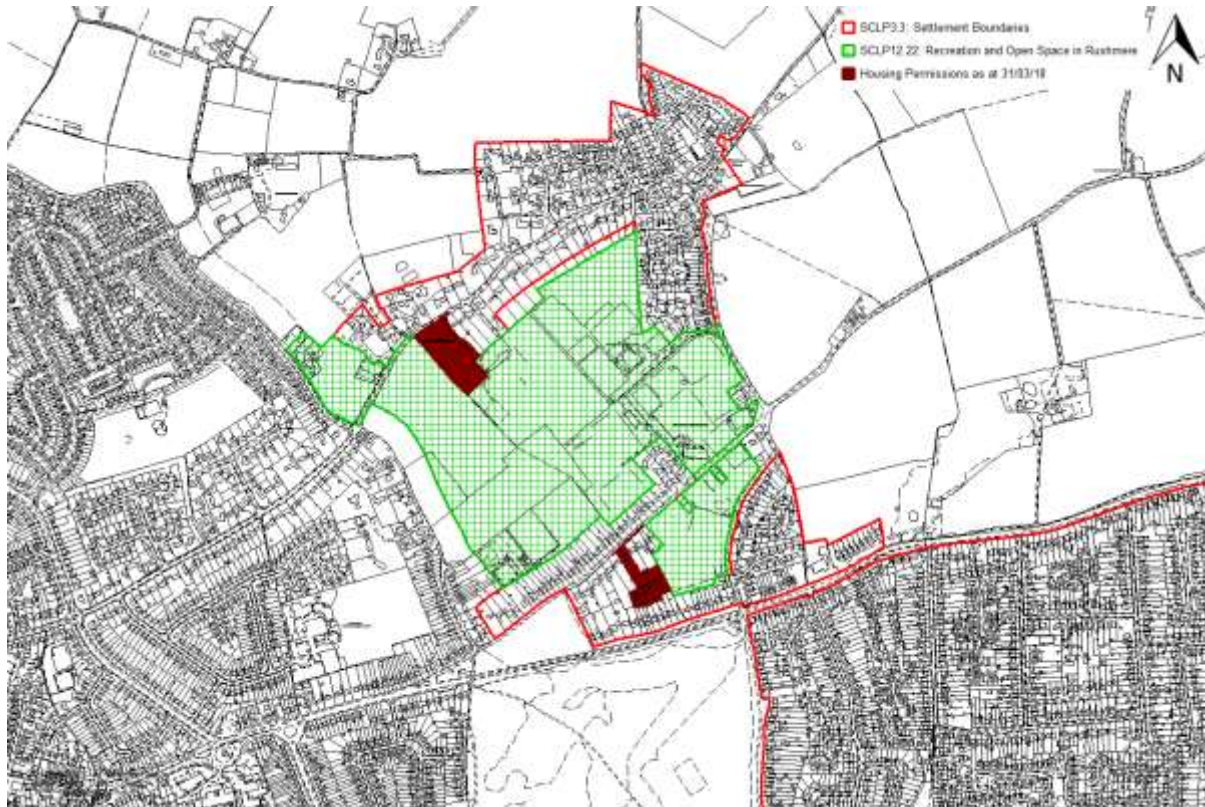 SCLP3.3: Settlement Boundaries
SCLP12.22: Recreation and Open Space in Rushmere
Housing Permissions as at 31/03/18
N